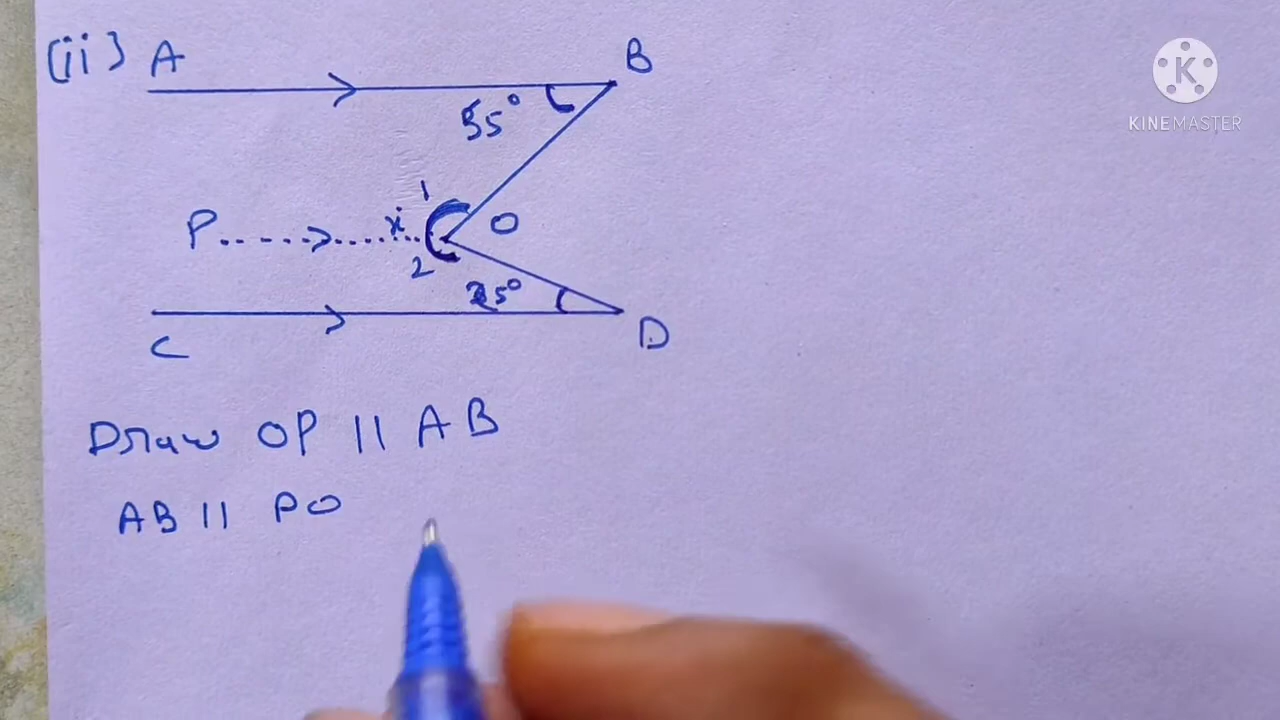 (ii) A
B
K
KINEMASTER
55°
1
P
x
O
2
25°
C
D
Draw OP || AB
AB || PO